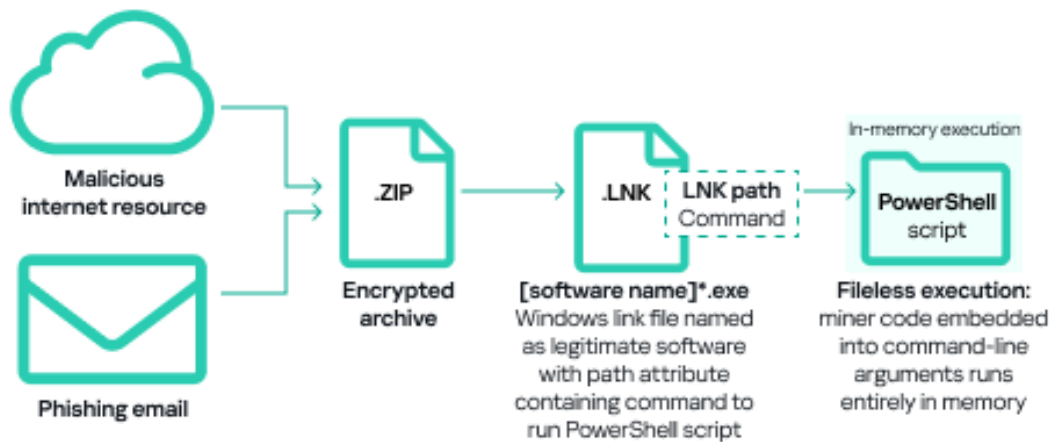 Malicious
internet resource
Phishing email
.ZIP
Encrypted
archive
.LNK
LNK path
Command
[software name]*.exe
Windows link file named
as legitimate software
with path attribute
containing command to
run PowerShell script
In-memory execution
PowerShell
script
Fileless execution:
miner code embedded
into command-line
arguments runs
entirely in memory